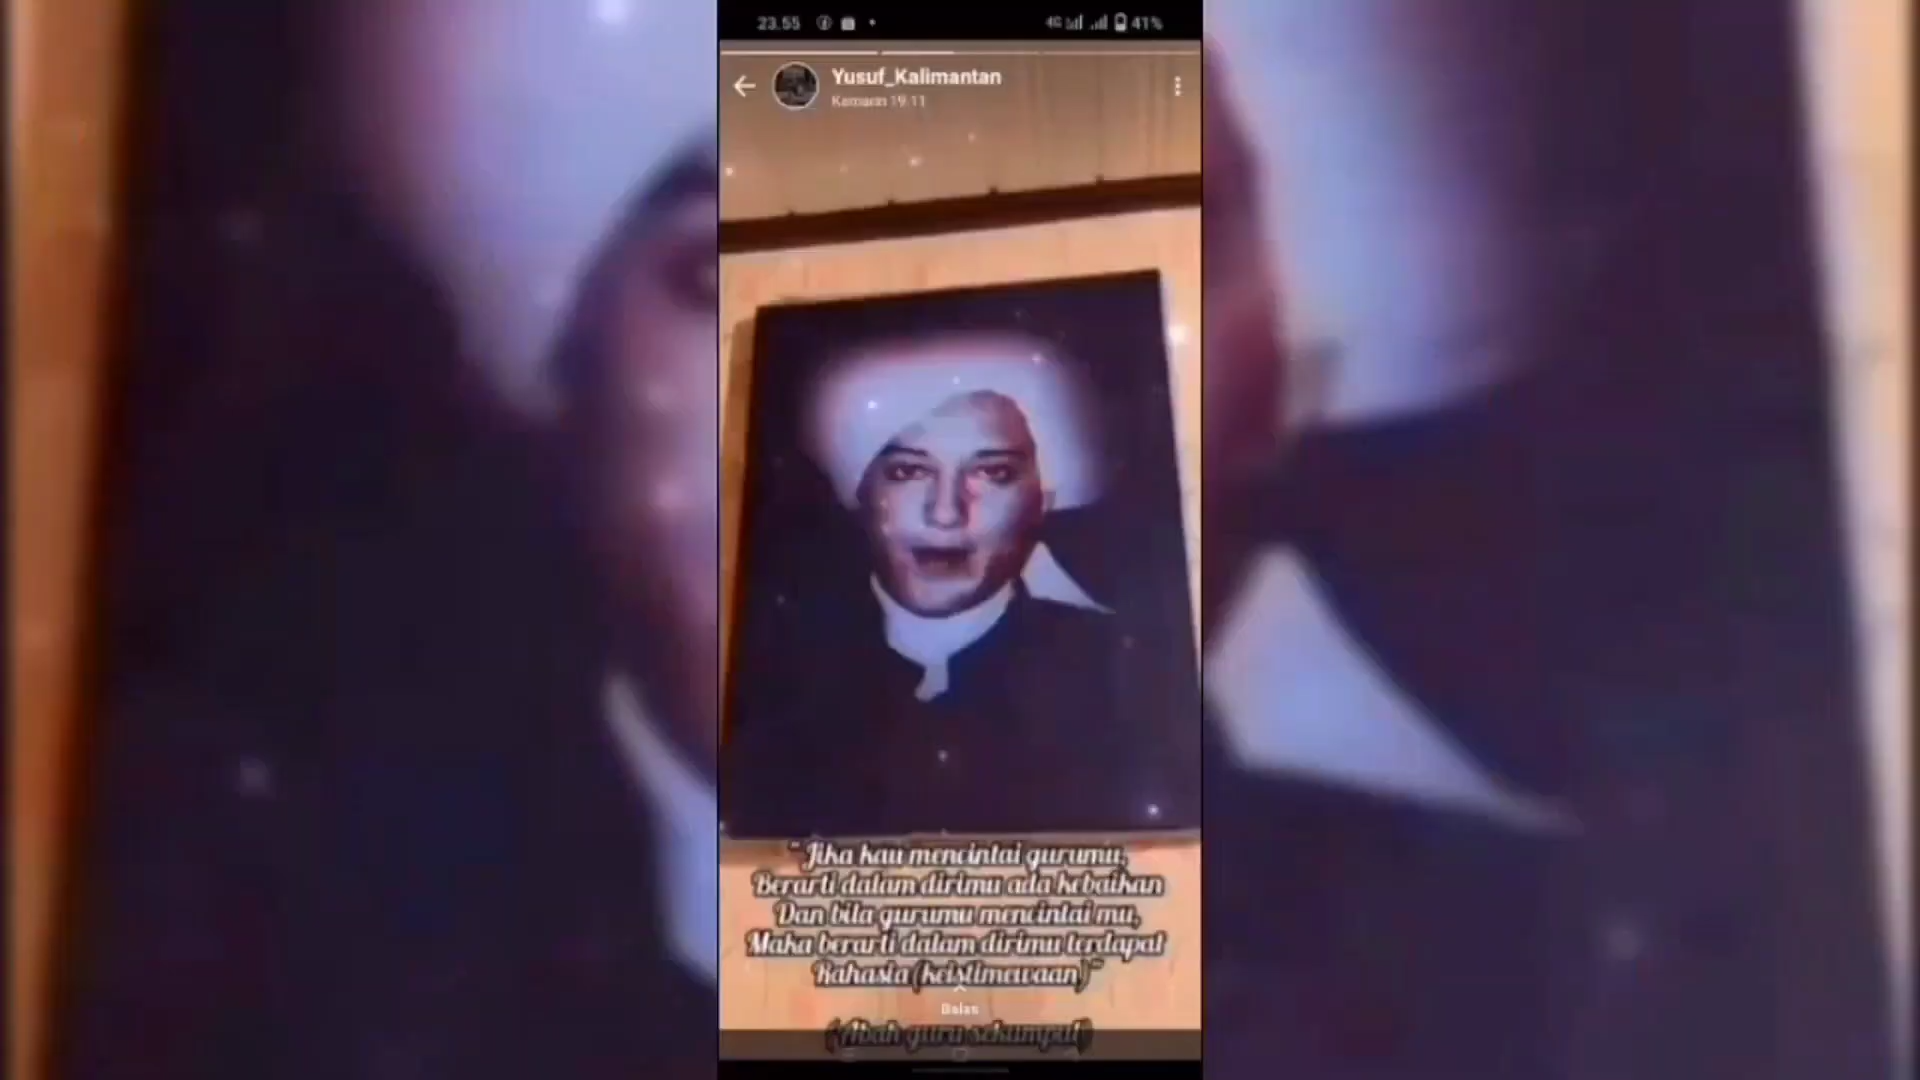 23.55
4G
41%
Yusuf_Kalimantan
Kemarin 19.11
"Jika kau mencintai gurumu,
Berarti dalam dirimu ada kebaikan
Dan bila gurumu mencintai mu,
Maka berarti dalam dirimu terdapat
Rahasia (keistimewaan)"
Balas
(Abah guru sekumpul)